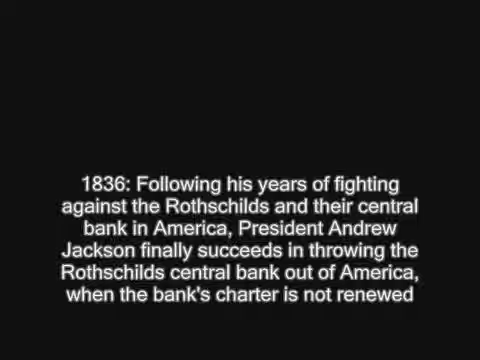 1836: Following his years of fighting
against the Rothschilds and their central
bank in America, President Andrew
Jackson finally succeeds in throwing the
Rothschilds central bank out of America,
when the bank's charter is not renewed